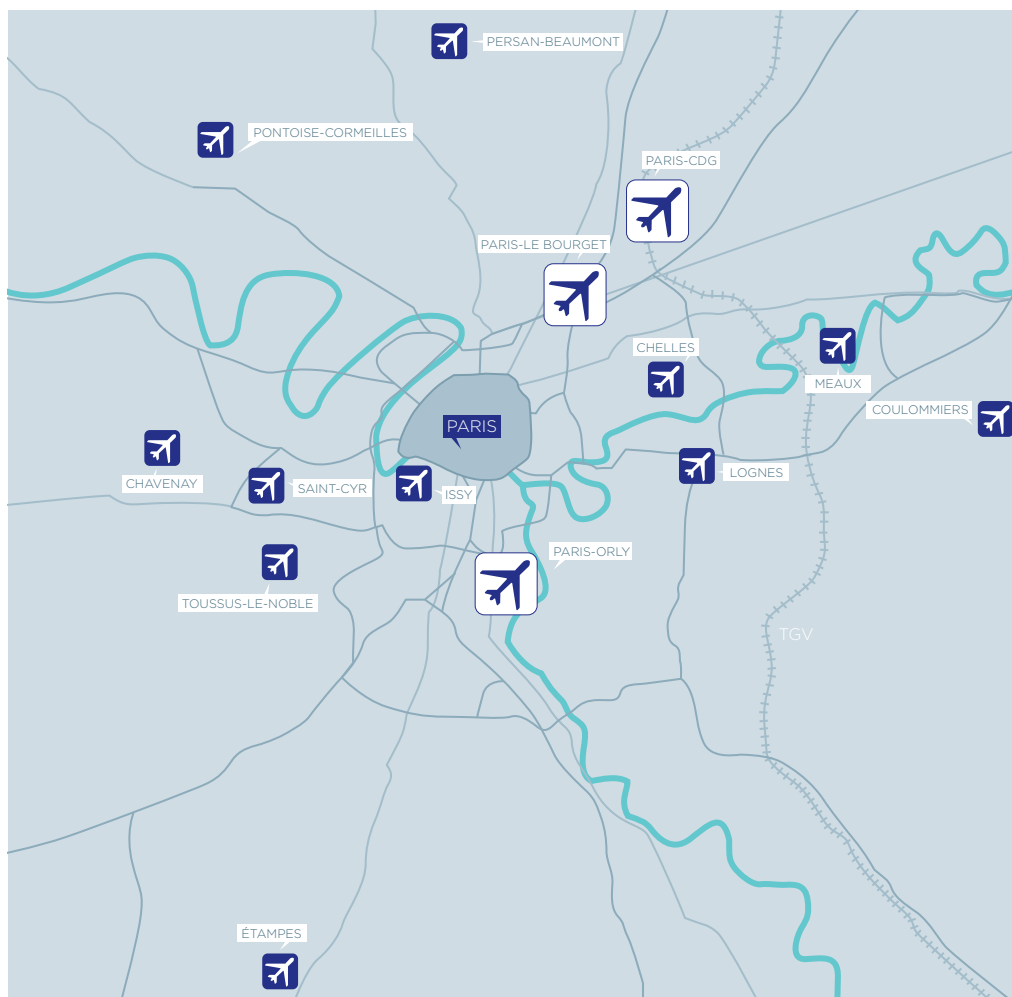 PERSAN-BEAUMONT
PONTOISE-CORMEILLES
PARIS-CDG
PARIS-LE BOURGET
CHELLES
MEAUX
COULOMMIERS
PARIS
CHAVENAY
SAINT-CYR
ISSY
LOGNES
PARIS-ORLY
TOUSSUS-LE-NOBLE
TGV
ÉTAMPES